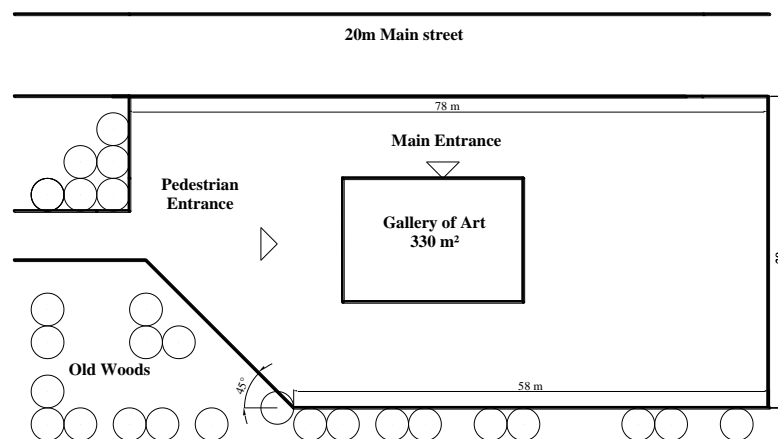 20m Main street
78 m
Main Entrance
Pedestrian
Entrance
Gallery of Art
330 m²
Old Woods
45°
58 m